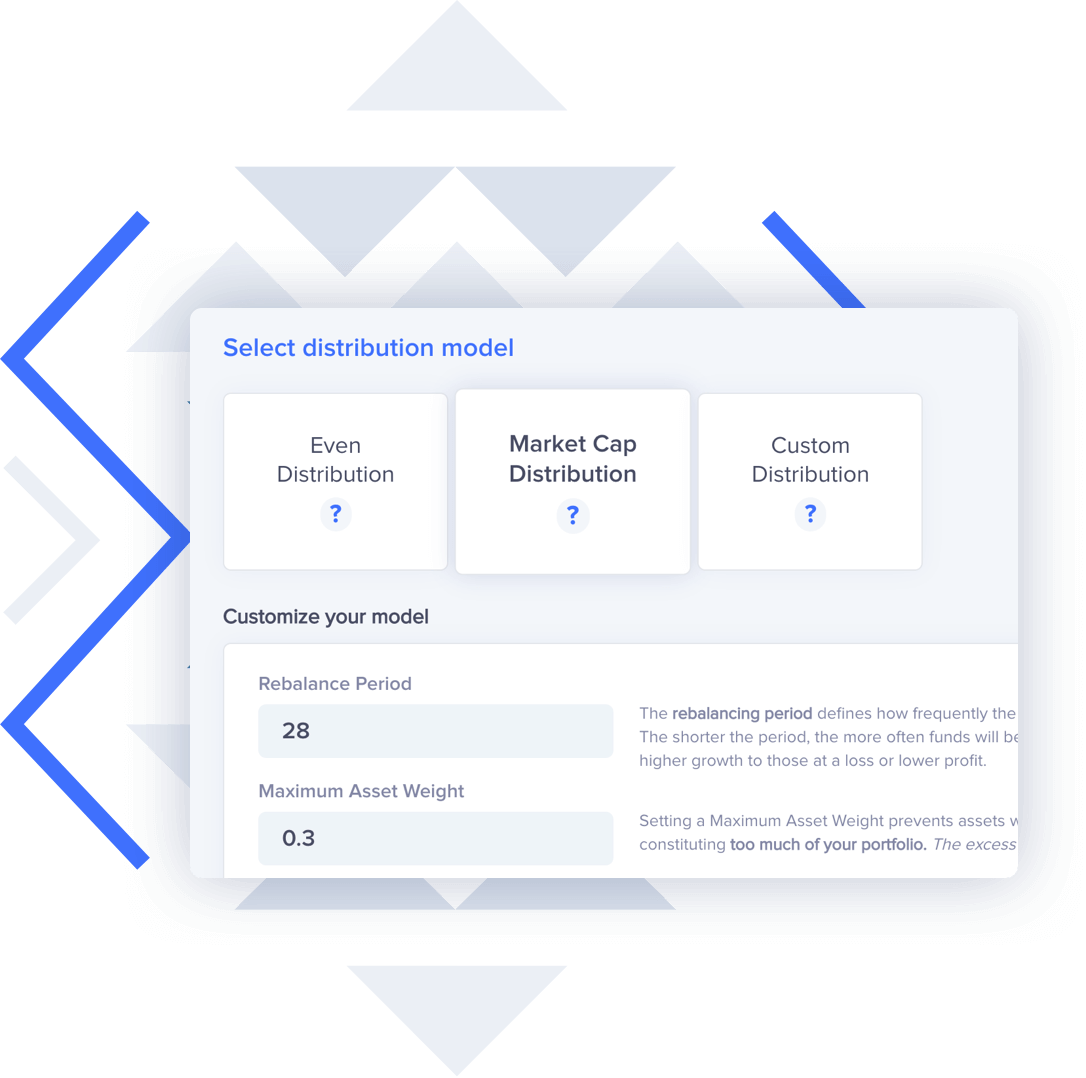 Select distribution model
Even
Distribution
?
Market Cap
Distribution
?
Custom
Distribution
?
Customize your model
Rebalance Period
28
The rebalancing period defines how frequently the
The shorter the period, the more often funds will be
higher growth to those at a loss or lower profit.
Maximum Asset Weight
0.3
Setting a Maximum Asset Weight prevents assets
constituting too much of your portfolio. The excess